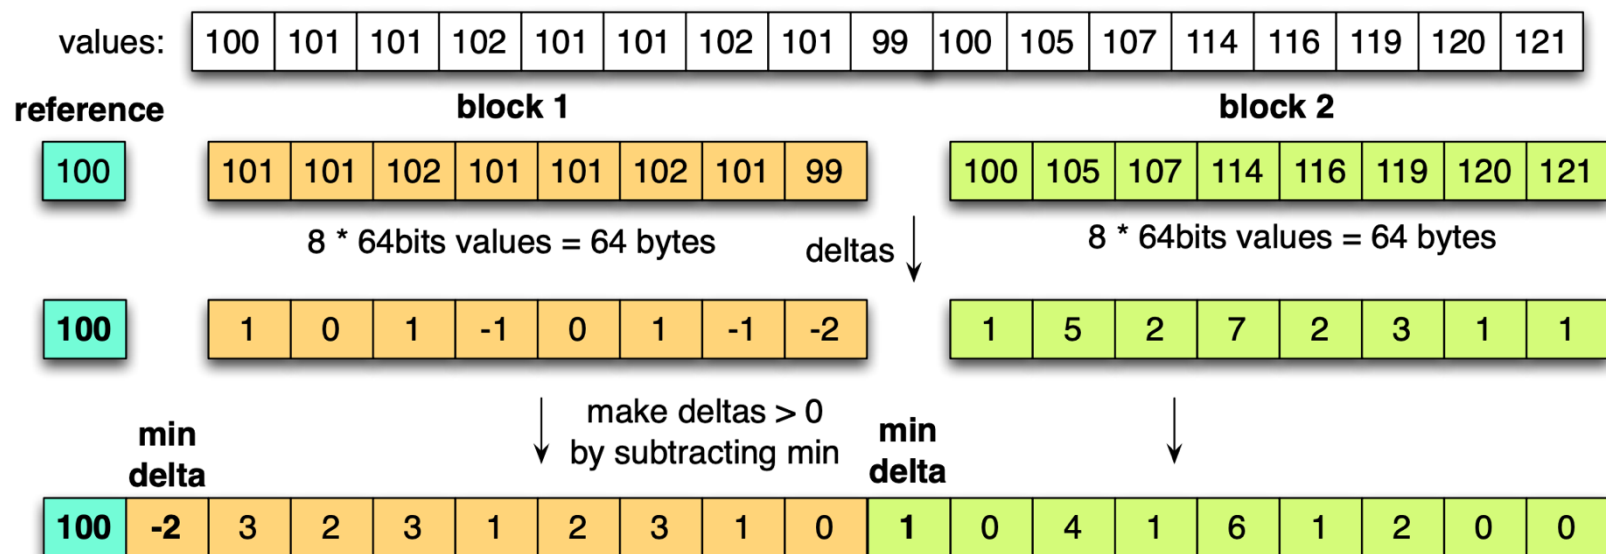 values: 100 101 101 102 101 101 102 101 99 100 105 107 114 116 119 120 121
reference block 1 block 2
100 101 101 102 101 101 102 101 99 100 105 107 114 116 119 120 121
8 * 64bits values = 64 bytes deltas 8 * 64bits values = 64 bytes
100 1 0 1 -1 0 1 -1 -2 1 5 2 7 2 3 1 1
min delta make deltas > 0
by subtracting min min delta
100 -2 3 2 3 1 2 3 1 0 1 0 4 1 6 1 2 0 0